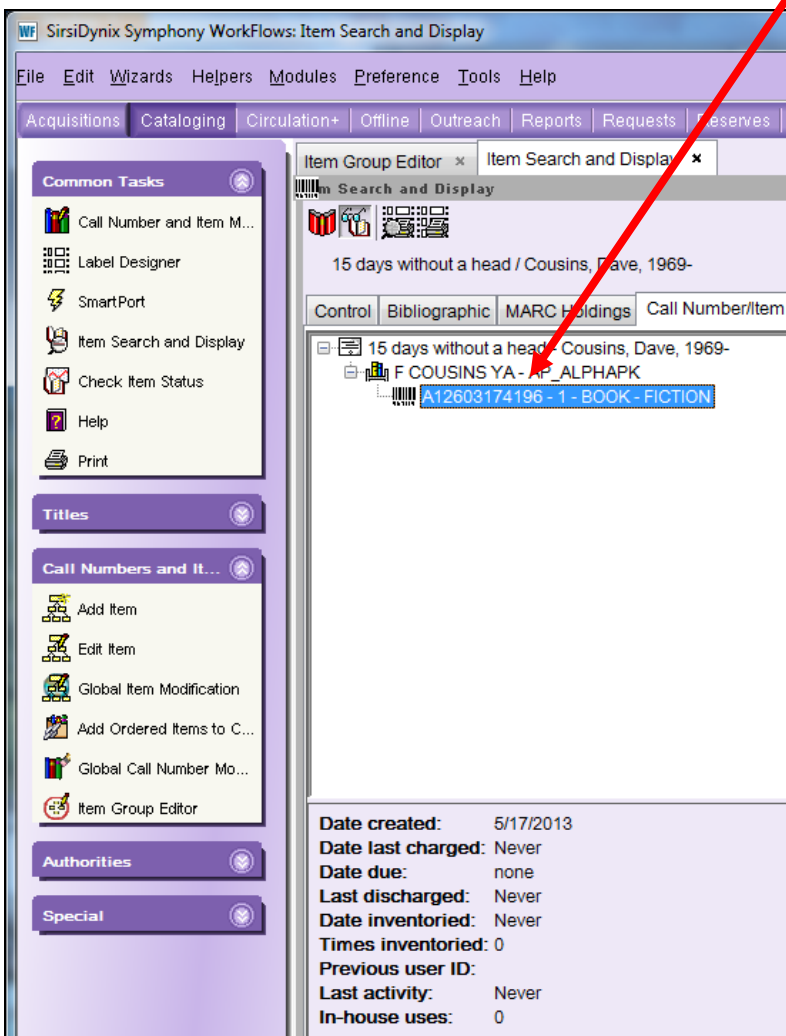 WF SirsiDynix Symphony WorkFlows: Item Search and Display
File Edit Wizards Helpers Modules Preference Tools Help
Acquisitions Cataloging Circulation+ Offline Outreach Reports Requests Reserves
Common Tasks
Call Number and Item M...
Label Designer
SmartPort
Item Search and Display
Check Item Status
Help
Print
Titles
Call Numbers and It...
Add Item
Edit Item
Global Item Modification
Add Ordered Items to C...
Global Call Number Mo...
Item Group Editor
Authorities
Special
Item Group Editor × Item Search and Display ×
m Search and Display
15 days without a head / Cousins, Dave, 1969-
Control Bibliographic MARC Holdings Call Number/Item
15 days without a head - Cousins, Dave, 1969-
F COUSINS YA - AP_ALPHAPK
A12603174196 - 1 - BOOK - FICTION
Date created: 5/17/2013
Date last charged: Never
Date due: none
Last discharged: Never
Date inventoried: Never
Times inventoried: 0
Previous user ID:
Last activity: Never
In-house uses: 0